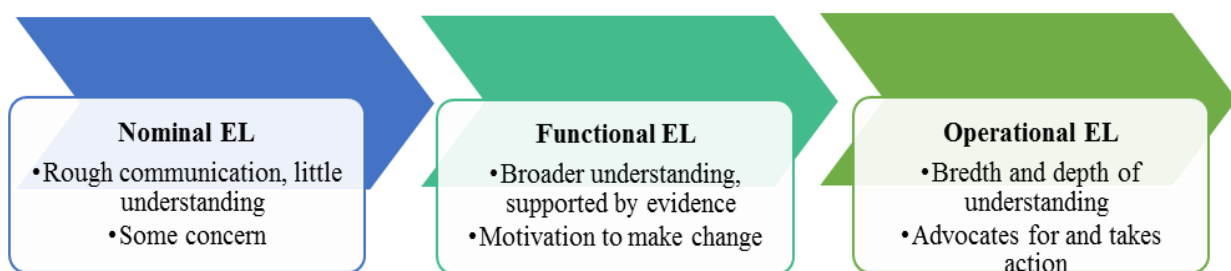 Nominal EL
•Rough communication, little
understanding
•Some concern
Functional EL
•Broader understanding,
supported by evidence
•Motivation to make change
Operational EL
•Bredth and depth of
understanding
•Advocates for and takes
action